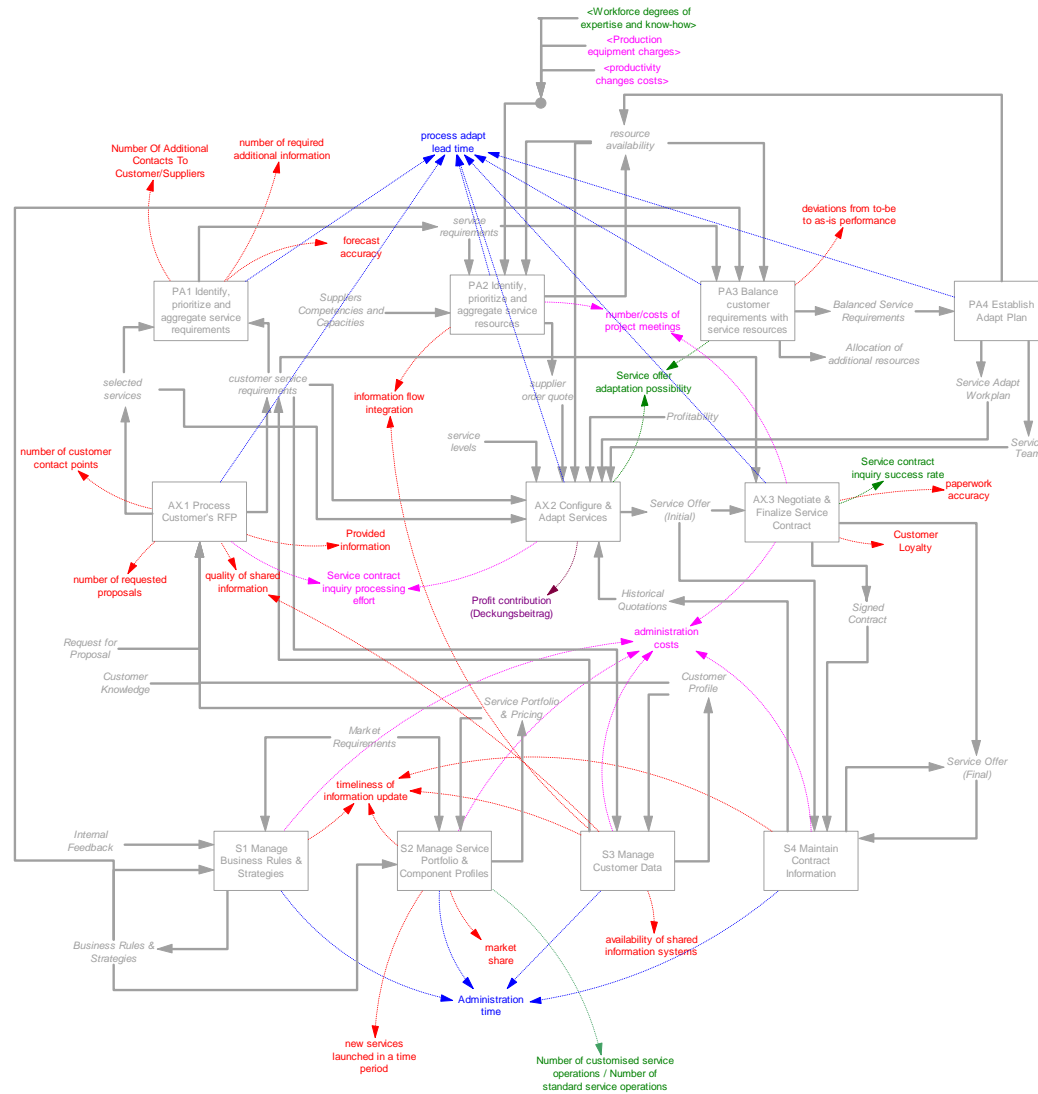 <Workforce degrees of
expertise and know-how>
<Production
equipment charges>
<productivity
changes costs>
process adapt
lead time
resource
availability
Number Of Additional
Contacts To
Customer/Suppliers
number of required
additional information
deviations from to-be
to as-is performance
service
requirements
forecast
accuracy
PA1 Identify,
prioritize and
aggregate service
requirements
Suppliers
Competencies and
Capacities
PA2 Identify,
prioritize and
aggregate service
resources
number/costs of
project meetings
PA3 Balance
customer
requirements with
service resources
Balanced Service
Requirements
PA4 Establish
Adapt Plan
Allocation of
additional resources
selected
services
customer service
requirements
information flow
integration
supplier
order quote
Service offer
adaptation possibility
Service Adapt
Workplan
Profitability
service
levels
Servic
Team
number of customer
contact points
Service contract
inquiry success rate
paperwork
accuracy
AX.1 Process
Customer's RFP
AX.2 Configure &
Adapt Services
Service Offer
(Initial)
AX.3 Negotiate &
Finalize Service
Contract
Provided
information
Customer
Loyalty
number of requested
proposals
quality of shared
information
Service contract
inquiry processing
effort
Profit contribution
(Deckungsbeitrag)
Historical
Quotations
Signed
Contract
administration
costs
Request for
Proposal
Customer
Knowledge
Customer
Profile
Service Portfolio
& Pricing
Market
Requirements
Service Offer
(Final)
timeliness of
information update
Internal
Feedback
S1 Manage
Business Rules &
Strategies
S2 Manage Service
Portfolio &
Component Profiles
S3 Manage
Customer Data
S4 Maintain
Contract
Information
Business Rules &
Strategies
market
share
availability of shared
information systems
Administration
time
new services
launched in a time
period
Number of customised service
operations / Number of
standard service operations